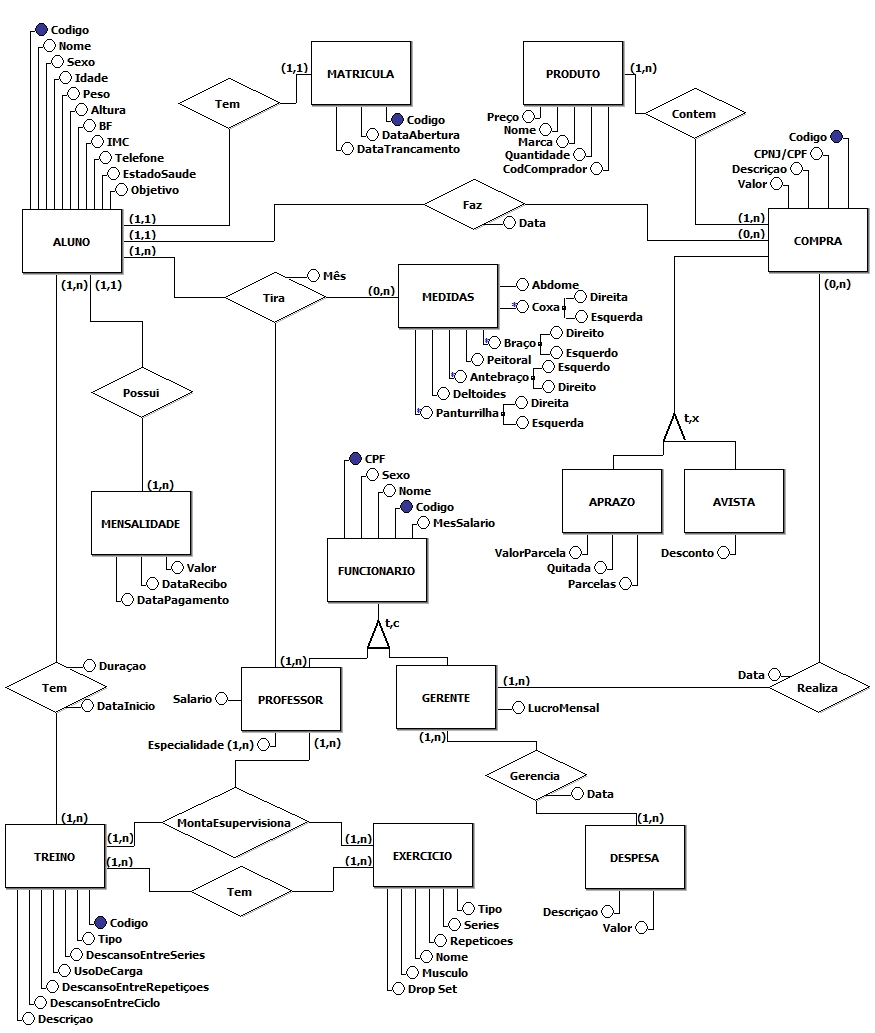 Codigo
Nome
Sexo
Idade
Peso
Altura
BF
IMC
Telefone
EstadoSaude
Objetivo
ALUNO
(1,1)
(1,1)
(1,n)
(1,n)
(1,1)
Tem
(1,1)
MATRICULA
Codigo
DataAbertura
DataTrancamento
PRODUTO
(1,n)
Preço
Nome
Marca
Quantidade
CodComprador
Contem
Codigo
CPNJ/CPF
Descriçao
Valor
(1,n)
(0,n)
COMPRA
(0,n)
Faz
Data
Mês
Tira
(0,n)
MEDIDAS
Abdome
*
Coxa
Direita
Esquerda
*
Braço
Direito
Esquerdo
Peitoral
*
Antebraço
Esquerdo
Direito
Deltoides
*
Panturrilha
Direita
Esquerda
Possui
(1,n)
MENSALIDADE
Valor
DataRecibo
DataPagamento
CPF
Sexo
Nome
Codigo
MesSalario
FUNCIONARIO
t,c
t,x
APRAZO
AVISTA
ValorParcela
Quitada
Parcelas
Desconto
Duraçao
Tem
DataInicio
(1,n)
PROFESSOR
Salario
Especialidade (1,n)
(1,n)
GERENTE
(1,n)
LucroMensal
(1,n)
Data
Realiza
Gerencia
Data
(1,n)
DESPESA
Descriçao
Valor
MontaEsupervisiona
(1,n)
TREINO
(1,n)
(1,n)
Tem
(1,n)
(1,n)
EXERCICIO
Tipo
Series
Repeticoes
Nome
Musculo
Drop Set
Codigo
Tipo
DescansoEntreSeries
UsoDeCarga
DescansoEntreRepetiçoes
DescansoEntreCiclo
Descriçao